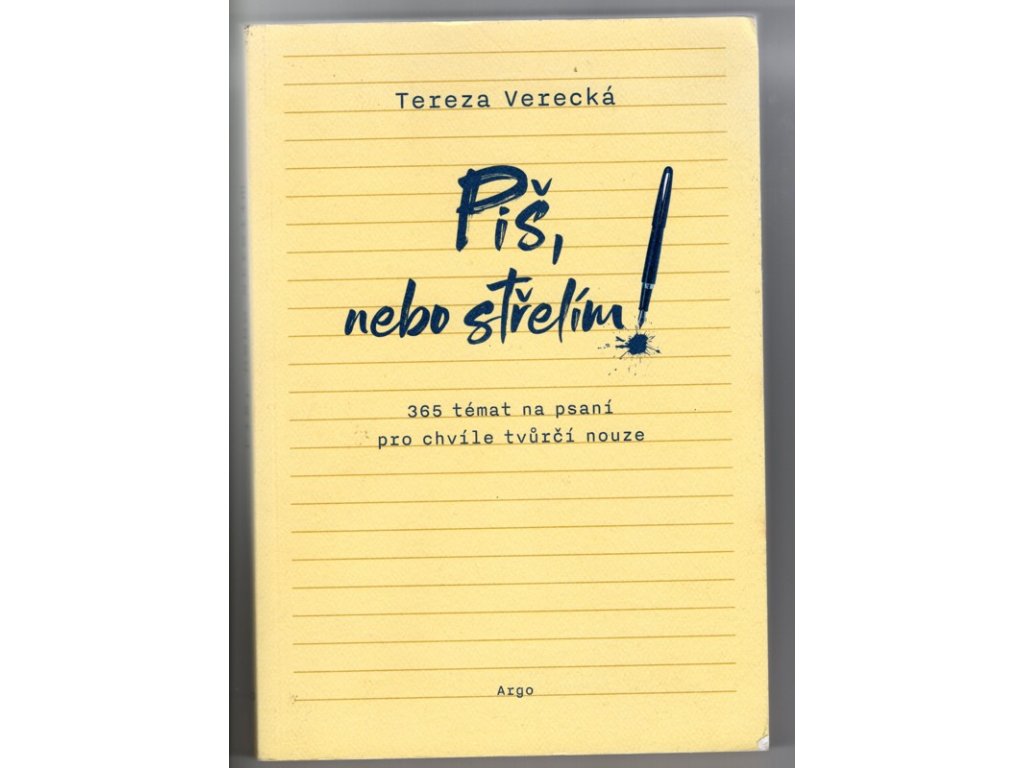 Tereza Verecká
Piš,
nebo střelím!
365 témat na psaní
pro chvíle tvůrčí nouze
Argo